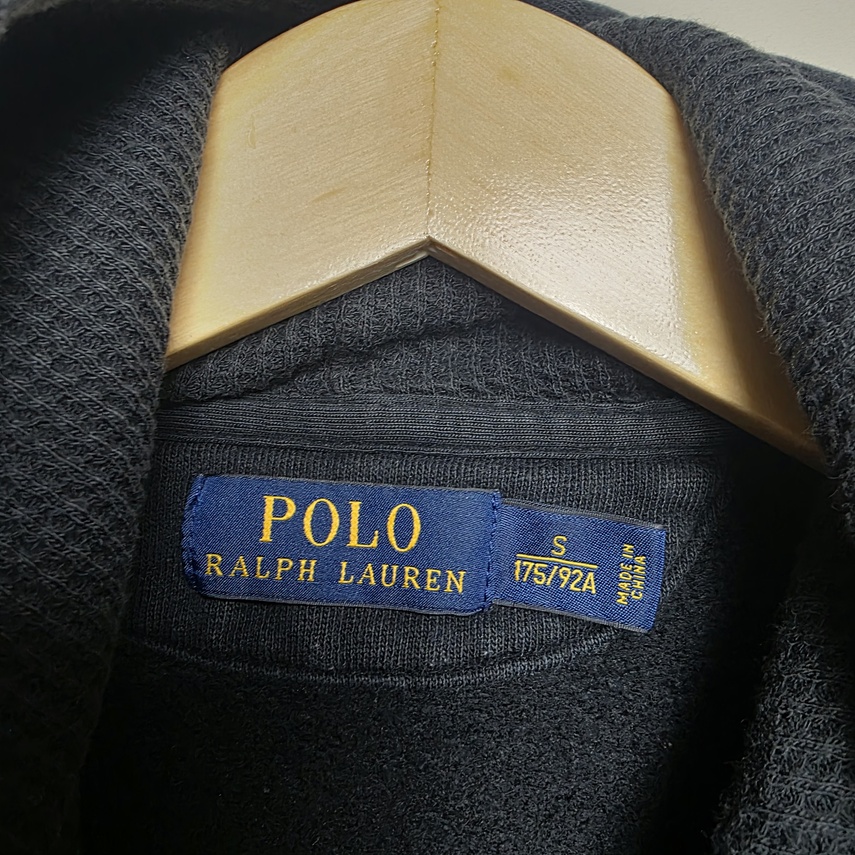 POLO
RALPH LAUREN
S
175/92A
MADE IN
CHINA